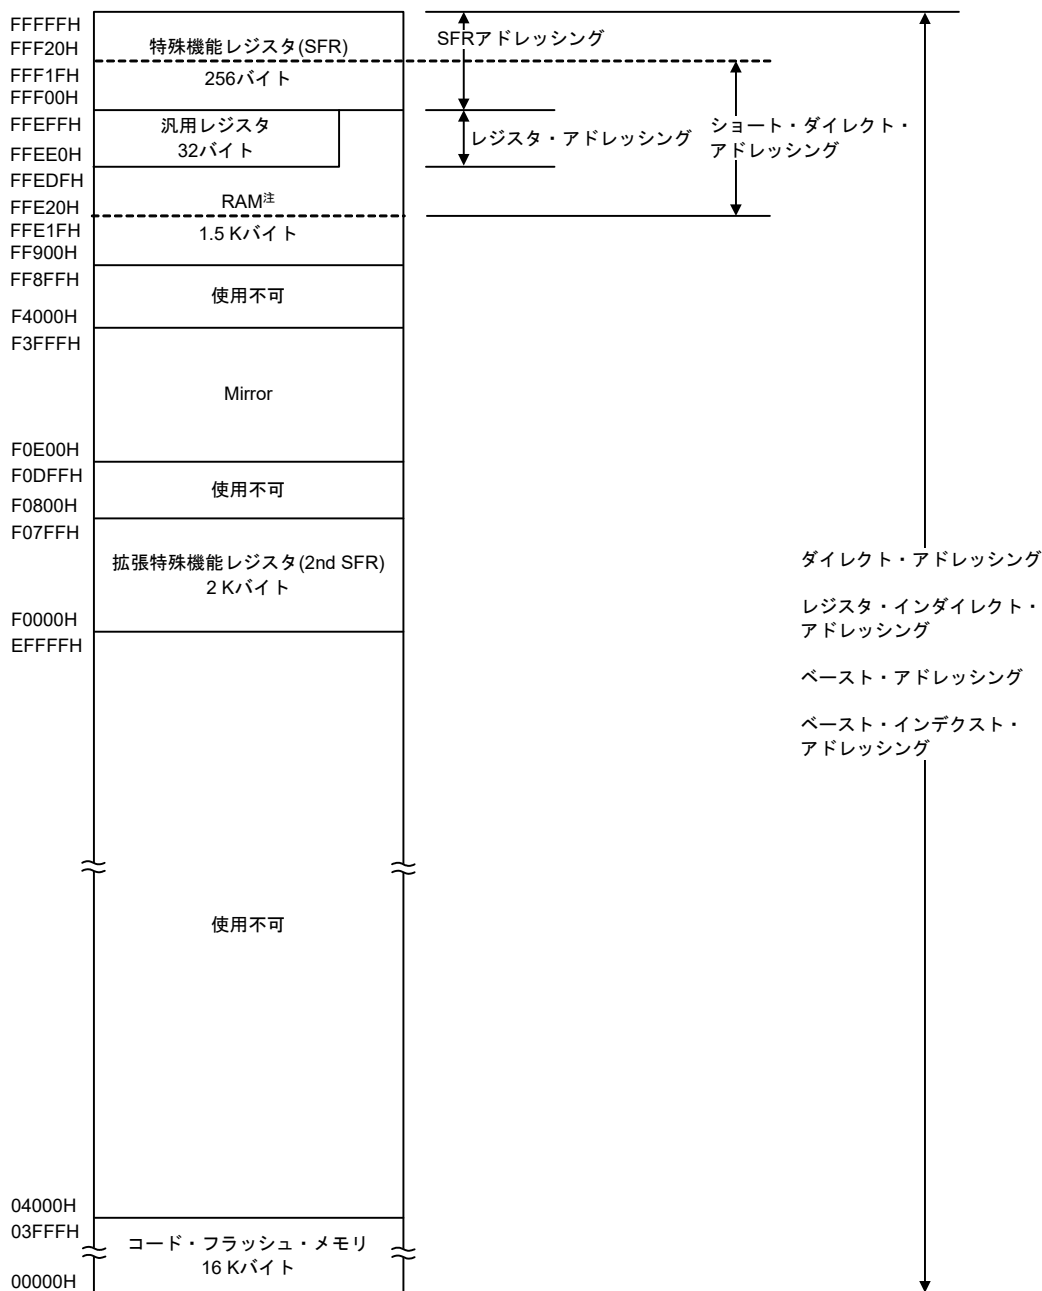 FFFFFH
FFF20H
FFF1FH
FFF00H
FFEFFH
FFEE0H
FFEDFH
FFE20H
FFE1FH
FF900H
FF8FFH
F4000H
F3FFFH
F0E00H
F0DFFH
F0800H
F07FFH
F0000H
EFFFFH
04000H
03FFFH
00000H
特殊機能レジスタ(SFR)
256バイト
汎用レジスタ
32バイト
RAM注
1.5 Kバイト
使用不可
Mirror
使用不可
拡張特殊機能レジスタ(2nd SFR)
2 Kバイト
使用不可
コード・フラッシュ・メモリ
16 Kバイト
SFRアドレッシング
レジスタ・アドレッシング
ショート・ダイレクト・
アドレッシング
ダイレクト・アドレッシング
レジスタ・インダイレクト・
アドレッシング
ベースト・アドレッシング
ベースト・インデクスト・
アドレッシング